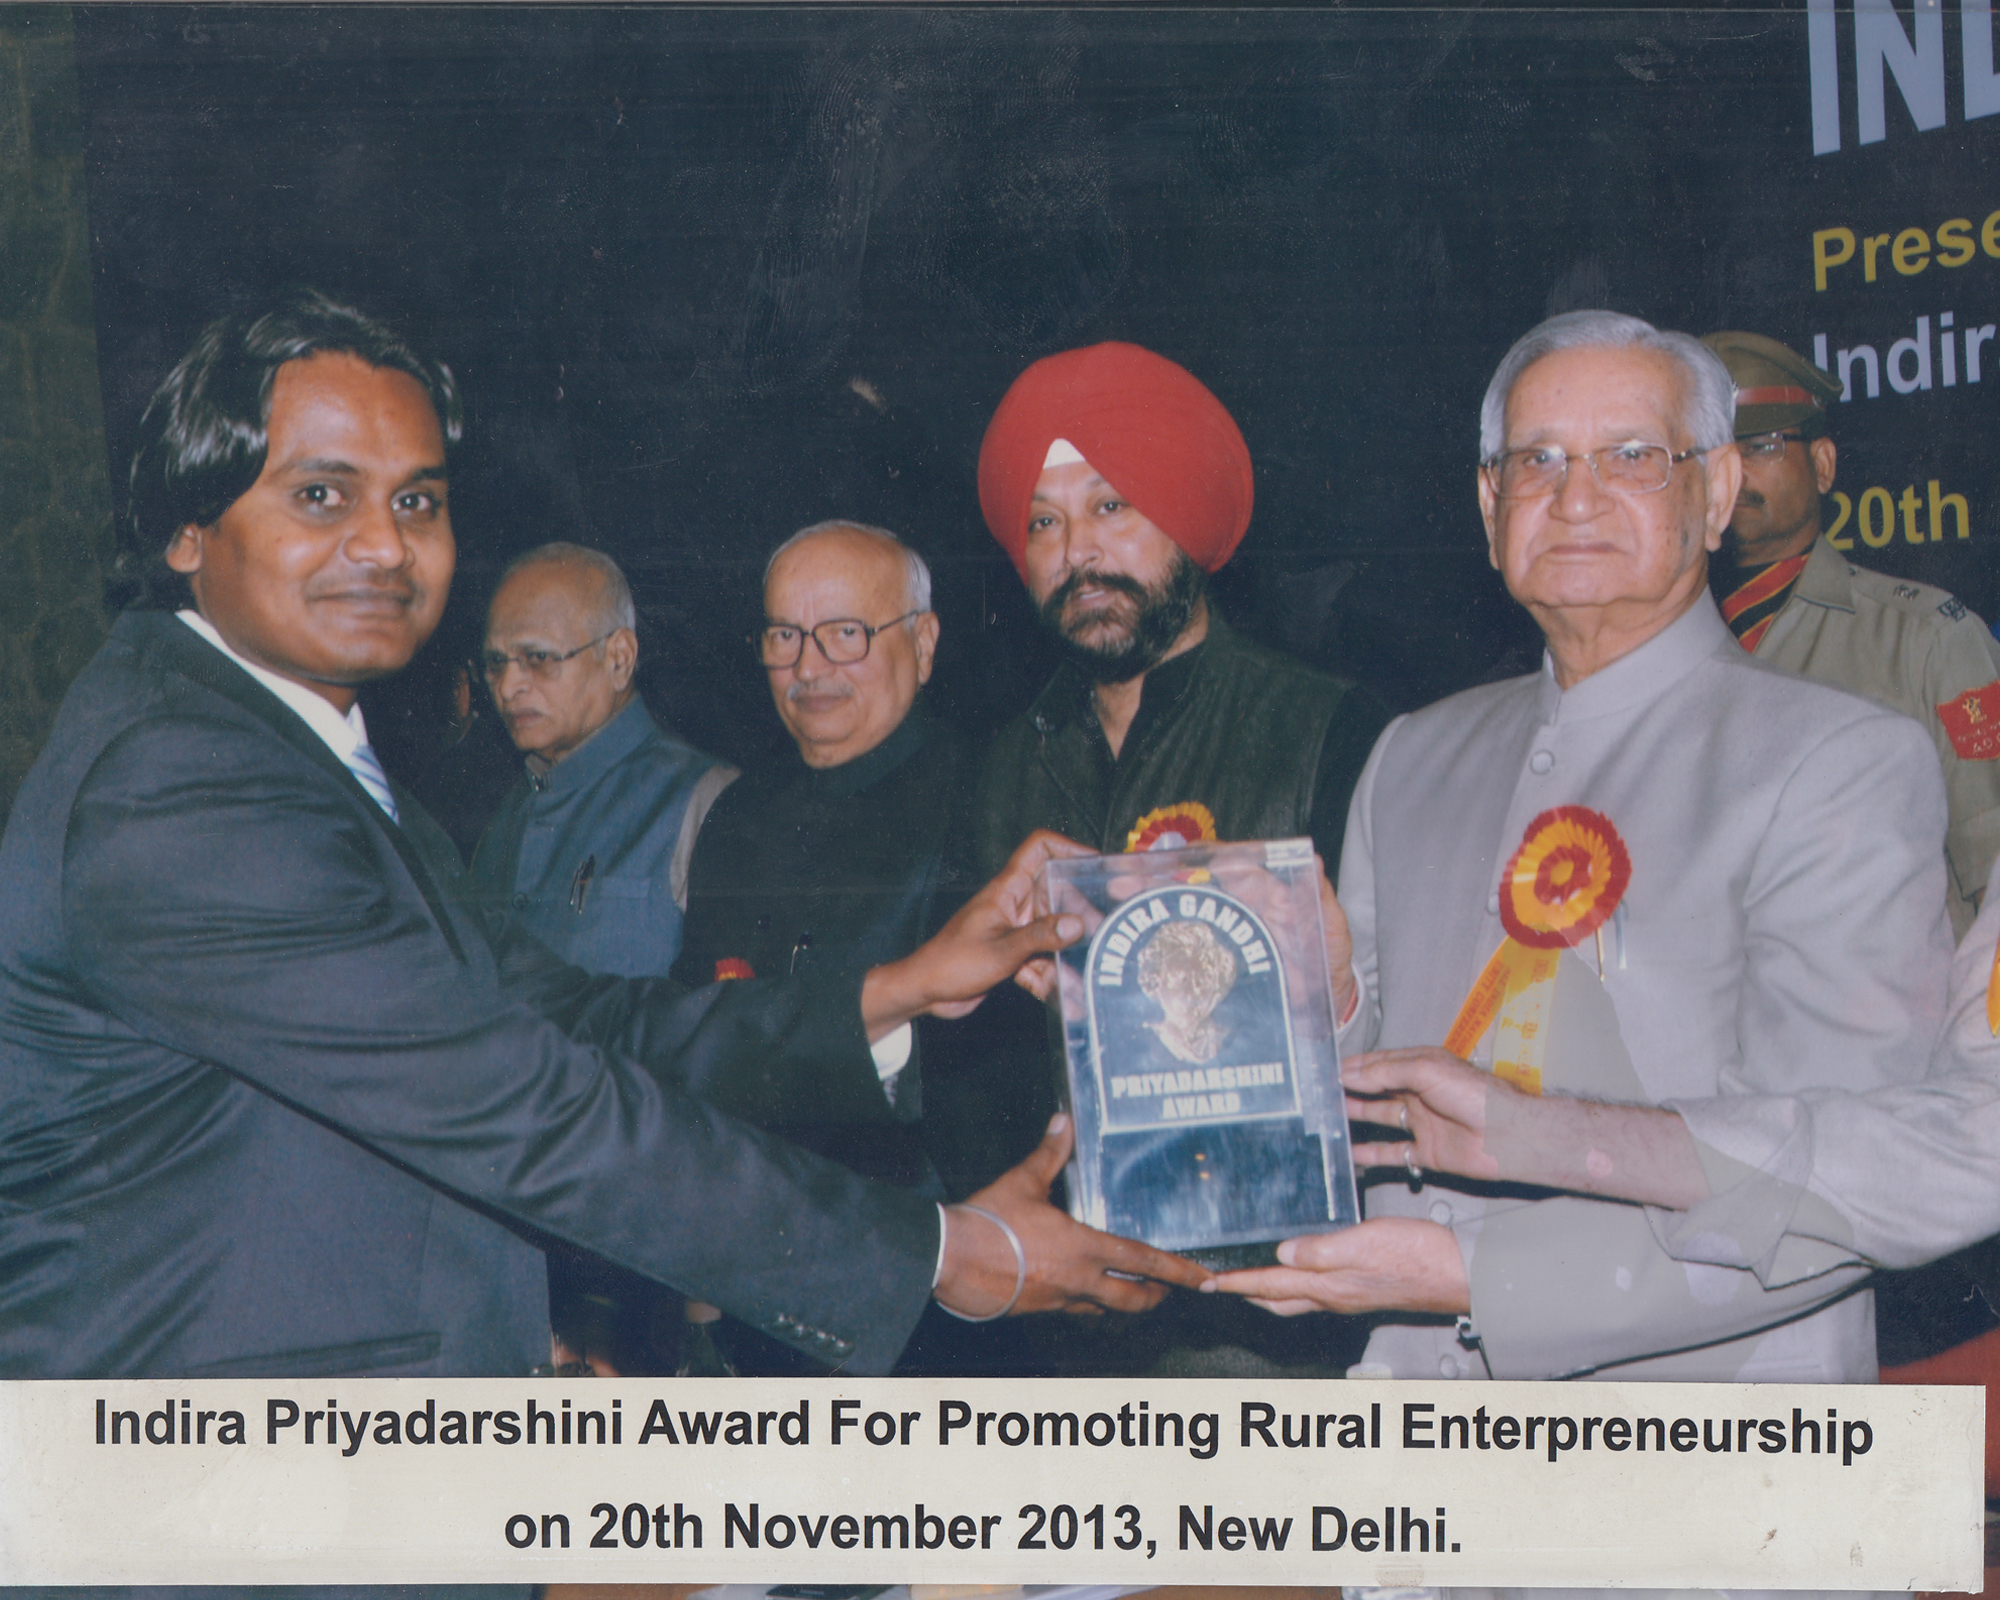 IND
Prese
Indir
20th
INDIRA GANDHI
PRIYADARSHINI
AWARD
Indira Priyadarshini Award For Promoting Rural Enterpreneurship
on 20th November 2013, New Delhi.